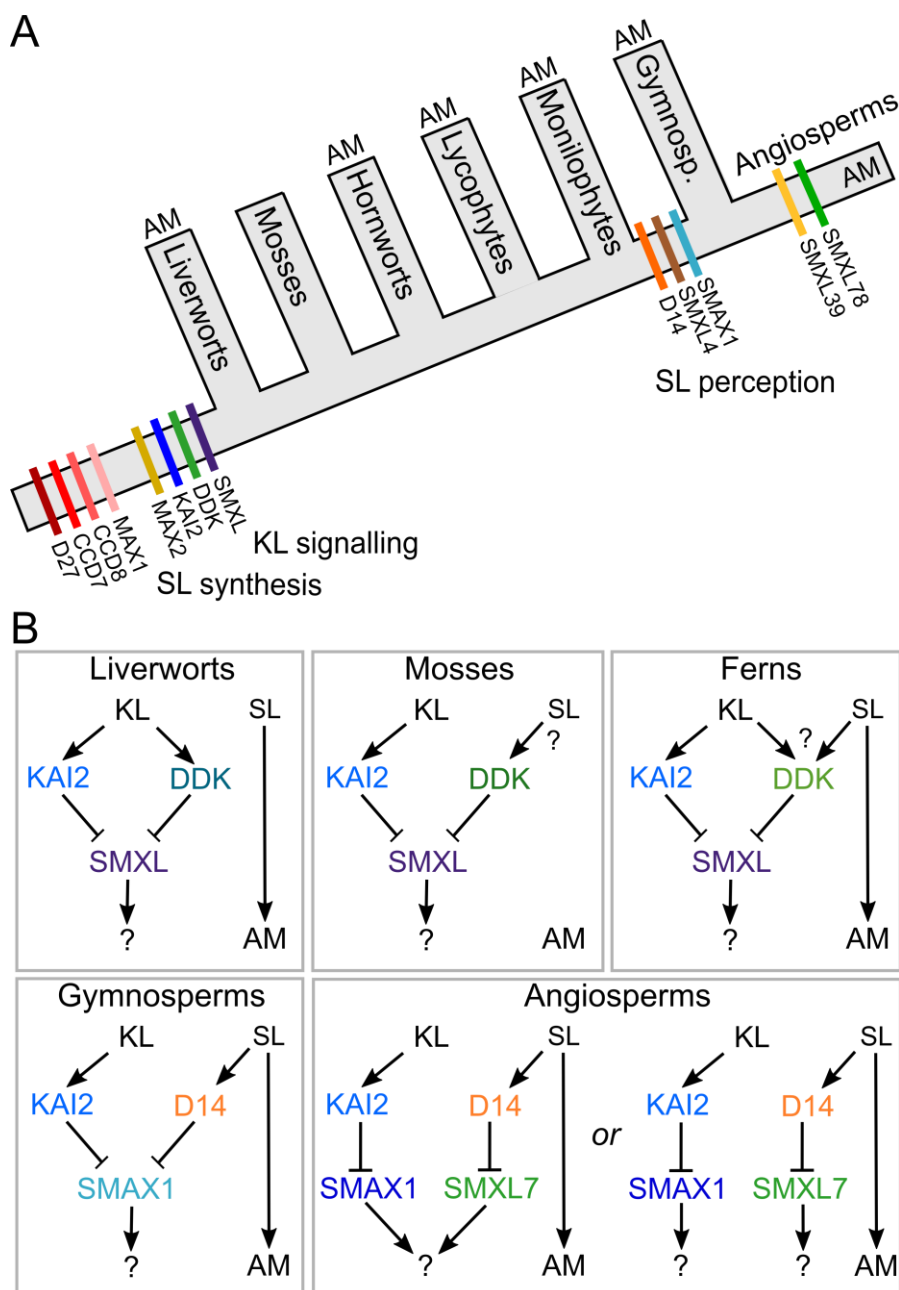 A
AM
Liverworts
Mosses
AM
Hornworts
AM
Lycophytes
AM
Monilophytes
AM
Gymnosp.
Angiosperms
AM
D27
CCD7
CCD8
MAX1
SL synthesis
MAX2
KAI2
DDK
SMXL
KL signalling
D14
SMXL4
SMAX1
SL perception
SMXL39
SMXL78
B
Liverworts
KL SL
KAI2 DDK
SMXL
? AM
Mosses
KL SL
?
KAI2 DDK
SMXL
? AM
Ferns
KL SL
?
KAI2 DDK
SMXL
? AM
Gymnosperms
KL SL
KAI2 D14
SMAX1
? AM
Angiosperms
KL SL
KAI2 D14
SMAX1 SMXL7
? AM
or
KL SL
KAI2 D14
SMAX1 SMXL7
? ? AM